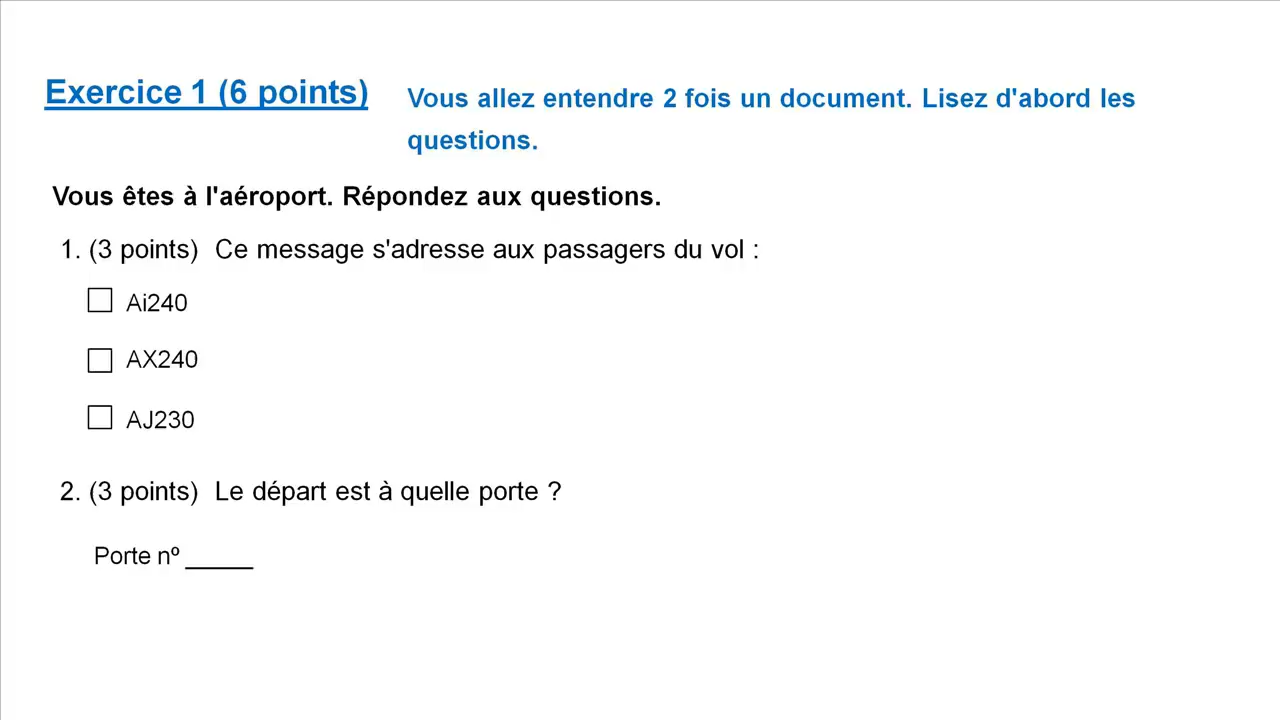 Exercice 1 (6 points)
Vous allez entendre 2 fois un document. Lisez d'abord les
questions.
Vous êtes à l'aéroport. Répondez aux questions.
1. (3 points) Ce message s'adresse aux passagers du vol :
Ai240
AX240
AJ230
2. (3 points) Le départ est à quelle porte ?
Porte nº _____